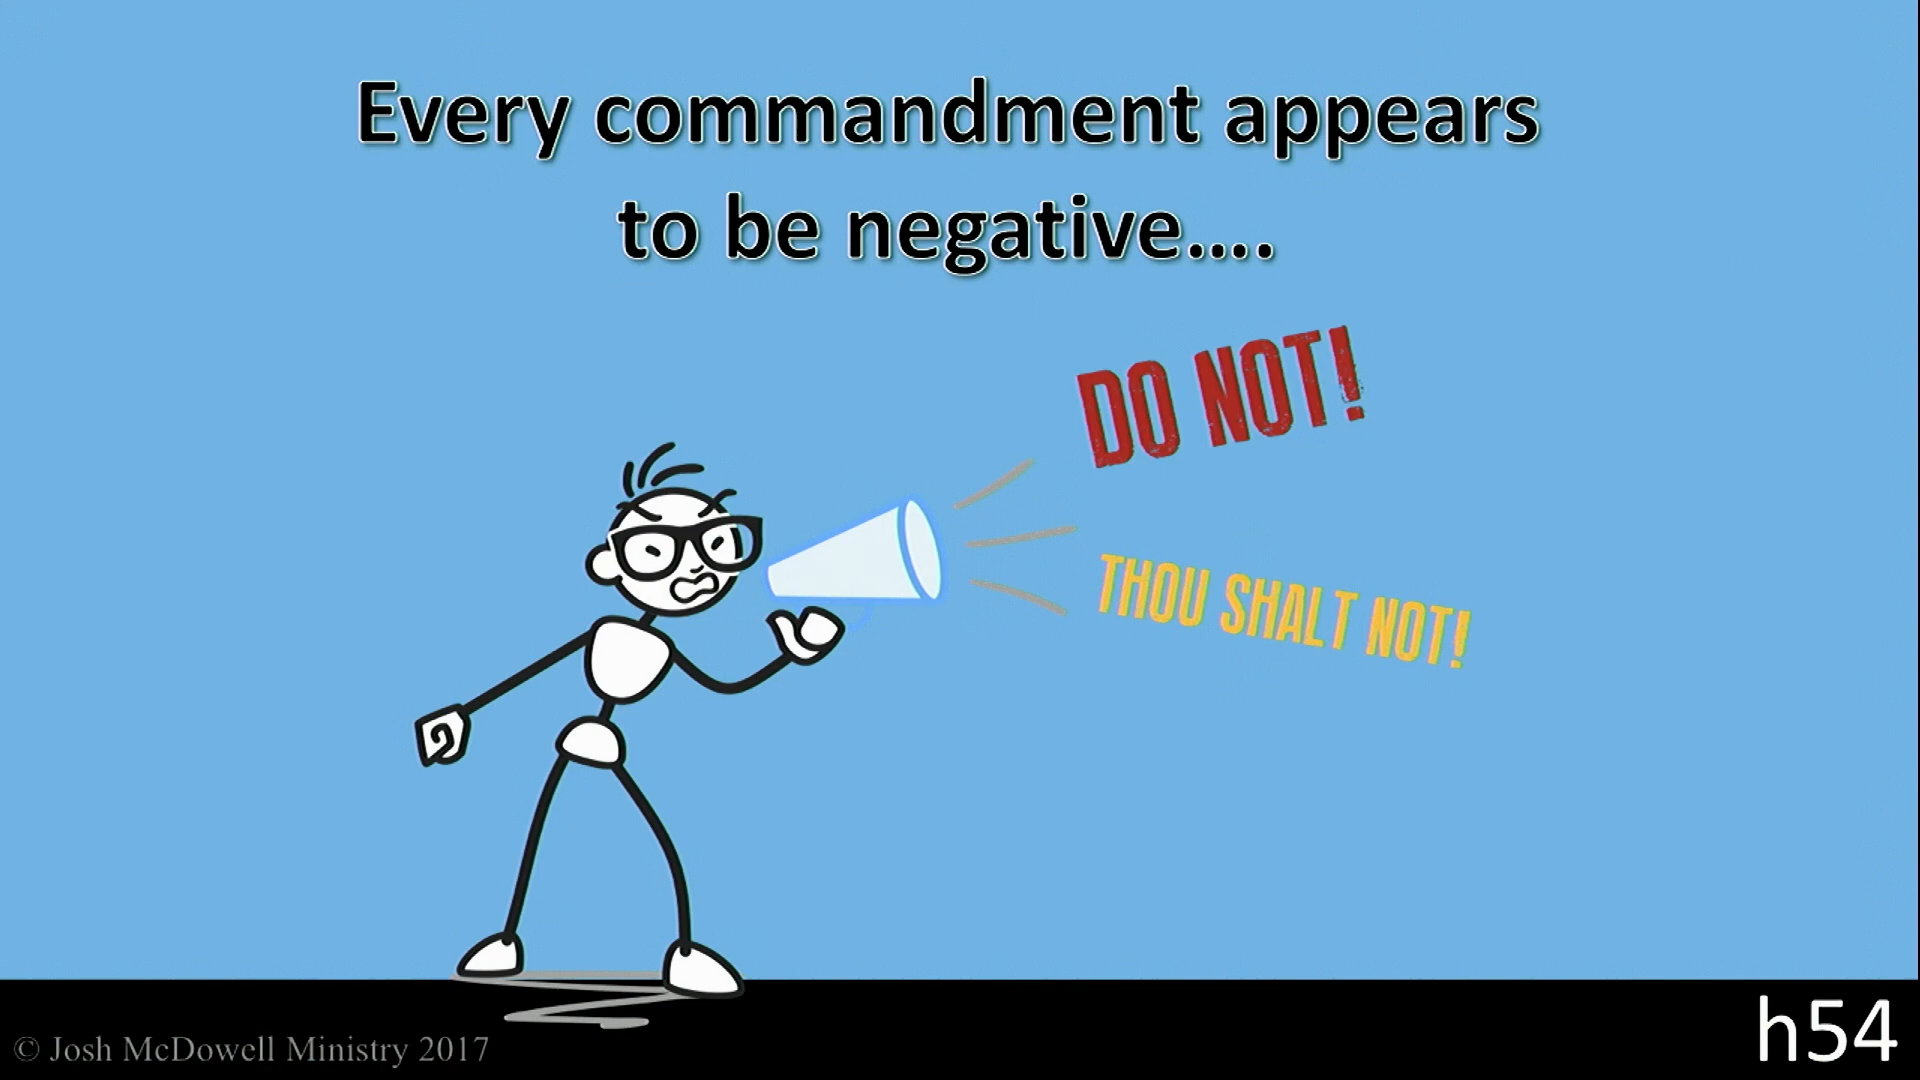 Every commandment appears
to be negative....
DO NOT!
THOU SHALT NOT!
© Josh McDowell Ministry 2017
h54